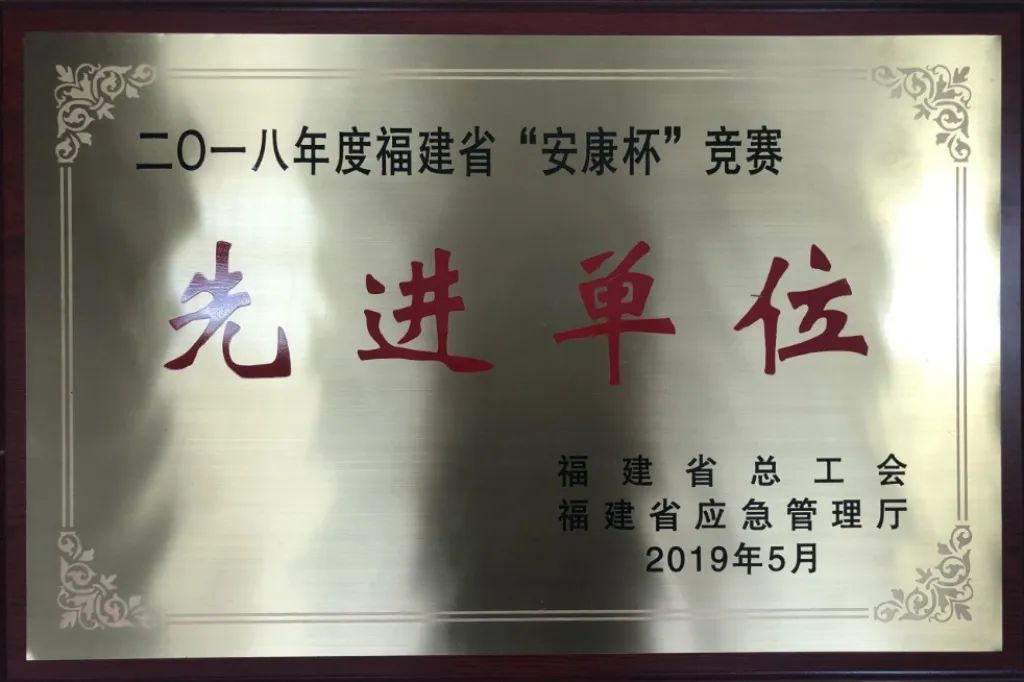 二〇一八年度福建省“安康杯”竞赛
先进单位
福建省总工会
福建省应急管理厅
2019年5月